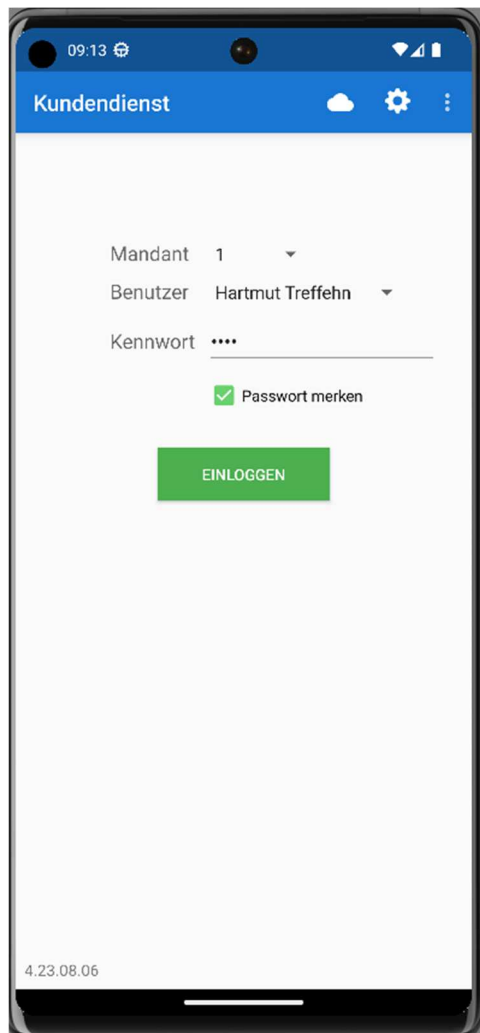 09:13
Kundendienst
Mandant 1
Benutzer Hartmut Treffehn
Kennwort ••••
Passwort merken
EINLOGGEN
4.23.08.06